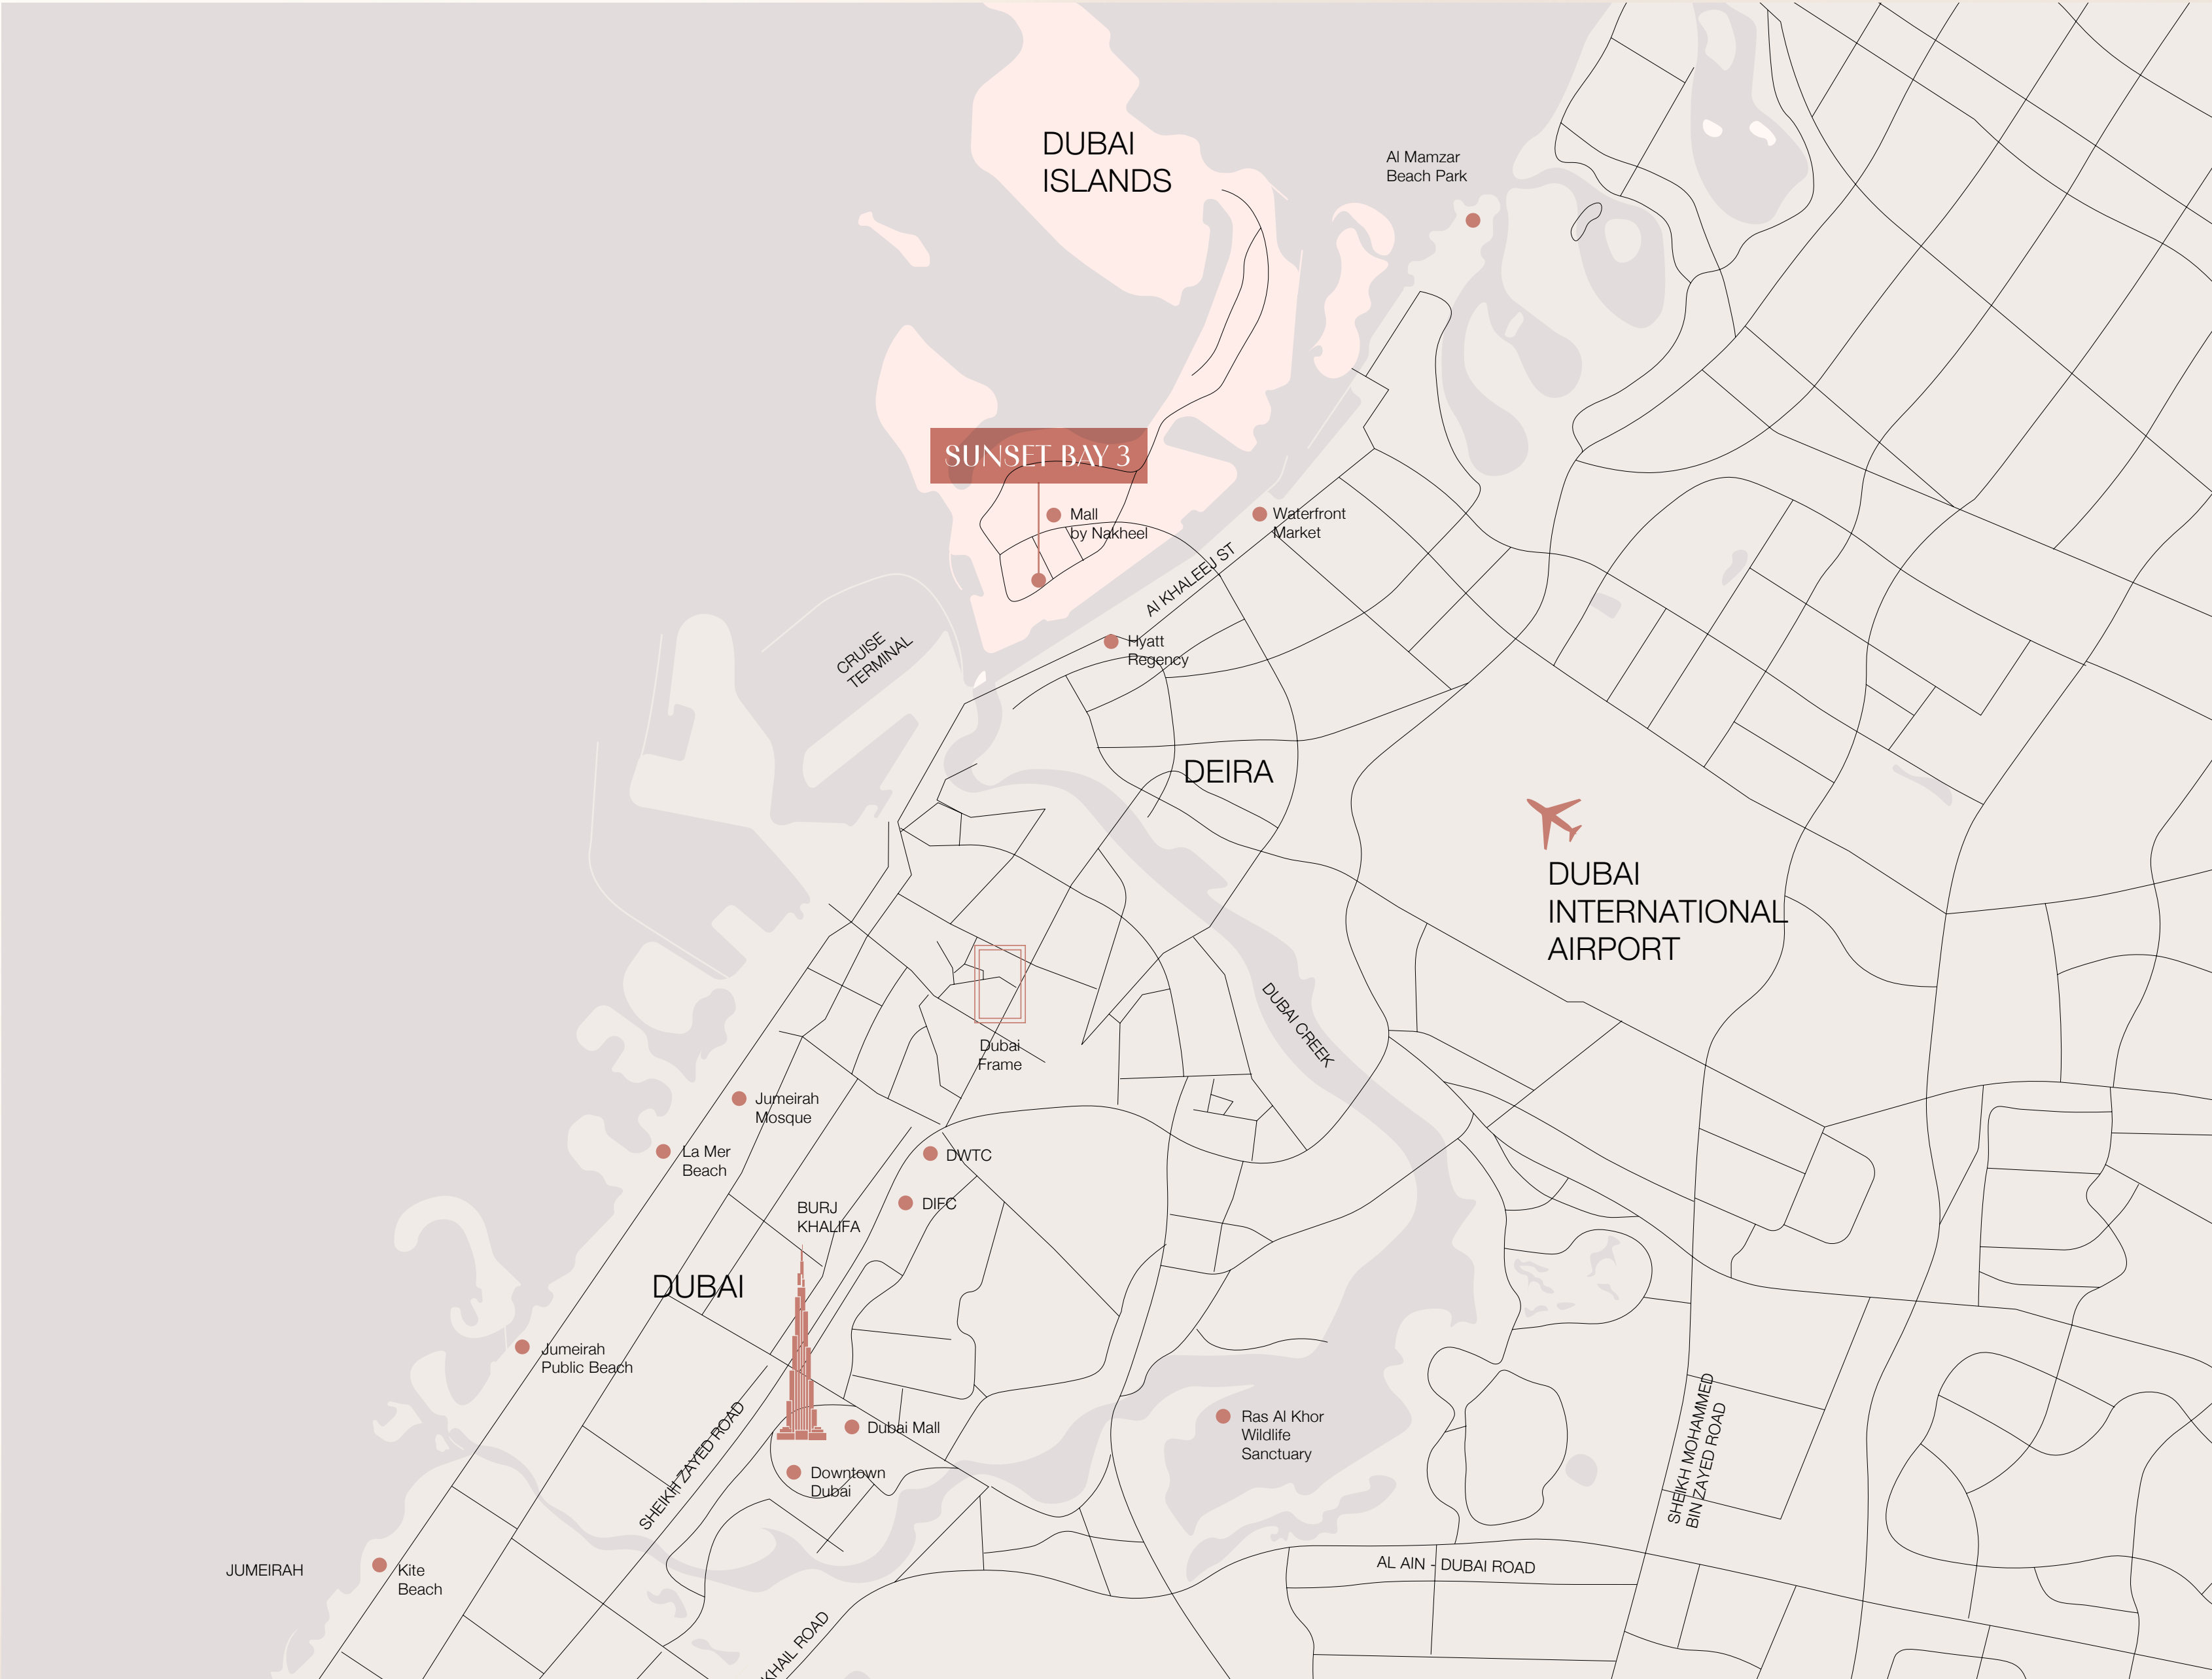 DUBAI
ISLANDS
Al Mamzar
Beach Park
SUNSET BAY 3
Mall
by Nakheel
Waterfront
Market
Al KHALEEJ ST
CRUISE
TERMINAL
Hyatt
Regency
DEIRA
DUBAI
INTERNATIONAL
AIRPORT
DUBAI CREEK
Dubai
Frame
Jumeirah
Mosque
La Mer
Beach
DWTC
DIFC
BURJ
KHALIFA
DUBAI
Jumeirah
Public Beach
SHEIKH ZAYED ROAD
Dubai Mall
Downtown
Dubai
Ras Al Khor
Wildlife
Sanctuary
SHEIKH MOHAMMED
BIN ZAYED ROAD
AL AIN - DUBAI ROAD
JUMEIRAH
Kite
Beach
KHAIL ROAD